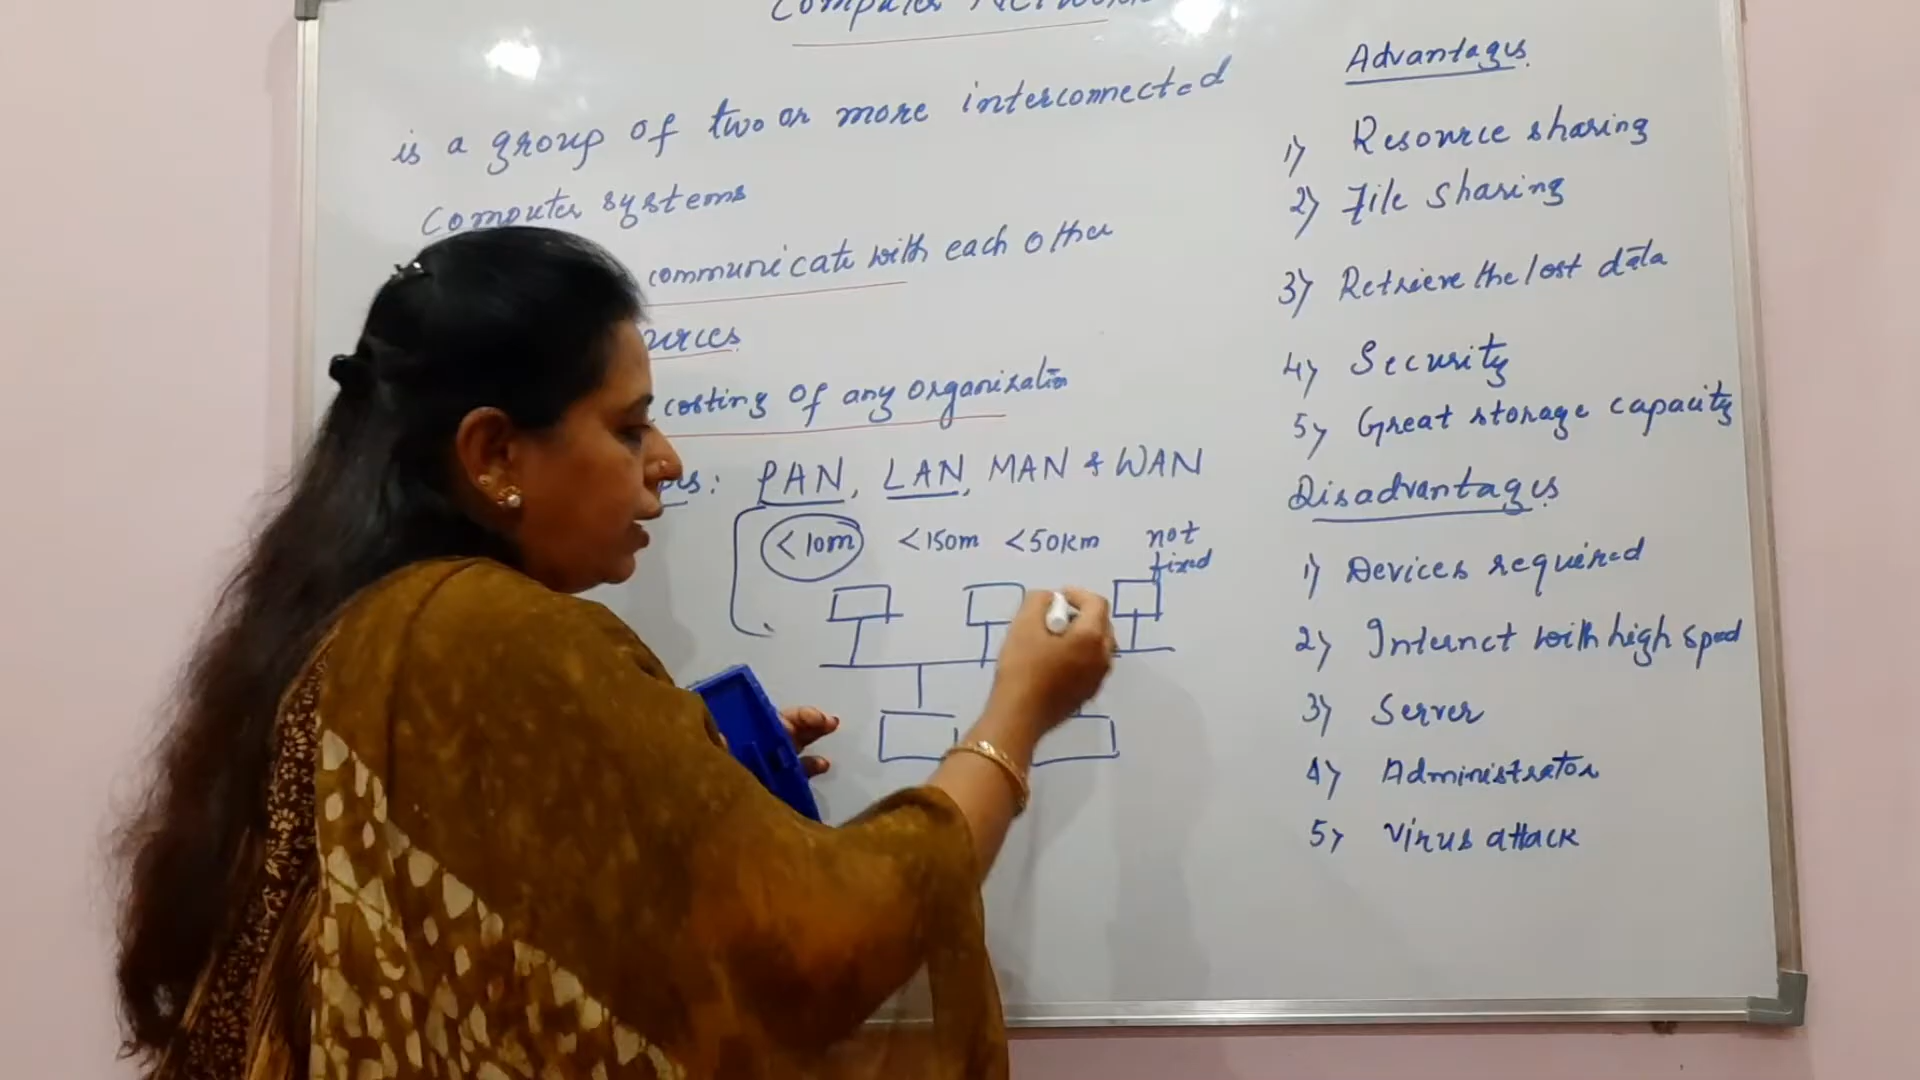 Computer Network
is a group of two or more interconnected
Computer systems
communicate with each other
costing of any organization
: PAN, LAN, MAN & WAN
<10m <150m <50km not
fixed
Advantages
1) Resource sharing
2) File sharing
3) Retrieve the lost data
4) Security
5) Great storage capacity
Disadvantages
1) Devices required
2) Internet with high speed
3) Server
4) Administrator
5) Virus attack